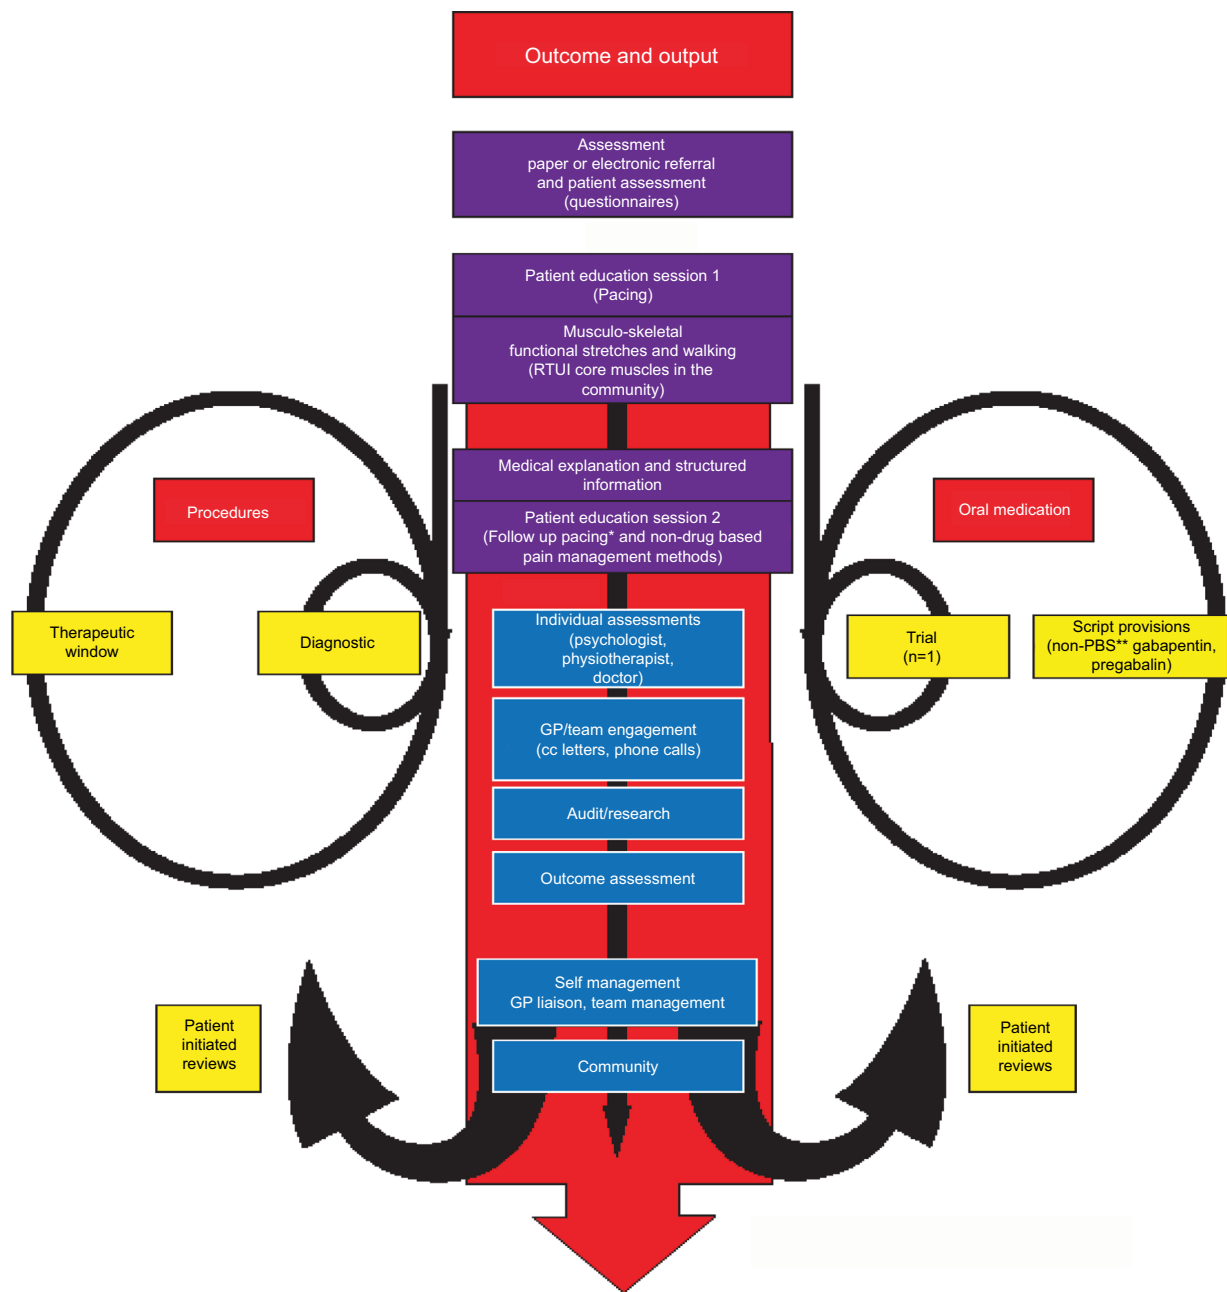 Outcome and output
Assessment
paper or electronic referral
and patient assessment
(questionnaires)
Patient education session 1
(Pacing)
Musculo-skeletal
functional stretches and walking
(RTUI core muscles in the
community)
Medical explanation and structured
information
Patient education session 2
(Follow up pacing* and non-drug based
pain management methods)
Procedures
Oral medication
Therapeutic
window
Diagnostic
Individual assessments
(psychologist,
physiotherapist,
doctor)
Trial
(n=1)
Script provisions
(non-PBS** gabapentin,
pregabalin)
GP/team engagement
(cc letters, phone calls)
Audit/research
Outcome assessment
Self management
GP liaison, team management
Patient
initiated
reviews
Community
Patient
initiated
reviews